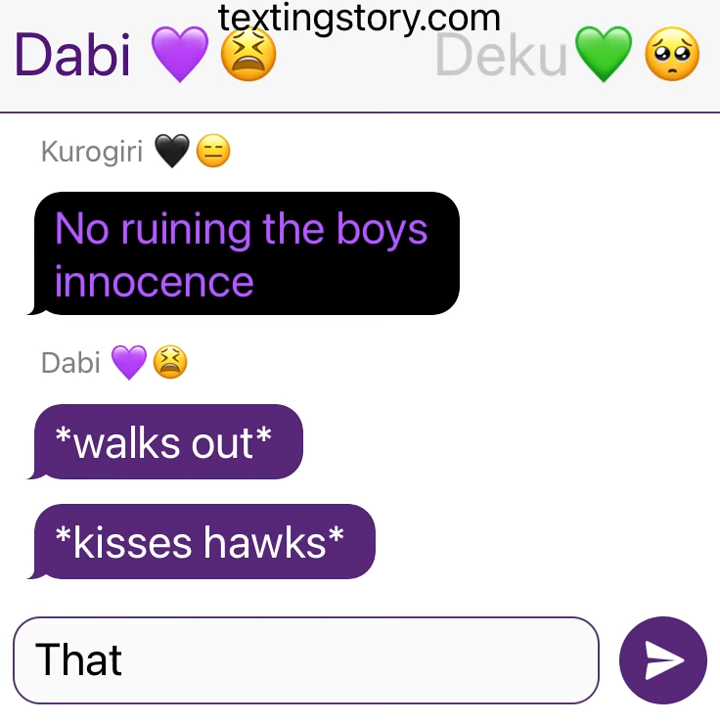 textingstory.com
Dabi 💜😫 Deku💚🥺
Kurogiri 🖤😑
No ruining the boys
innocence
Dabi 💜😫
*walks out*
*kisses hawks*
That